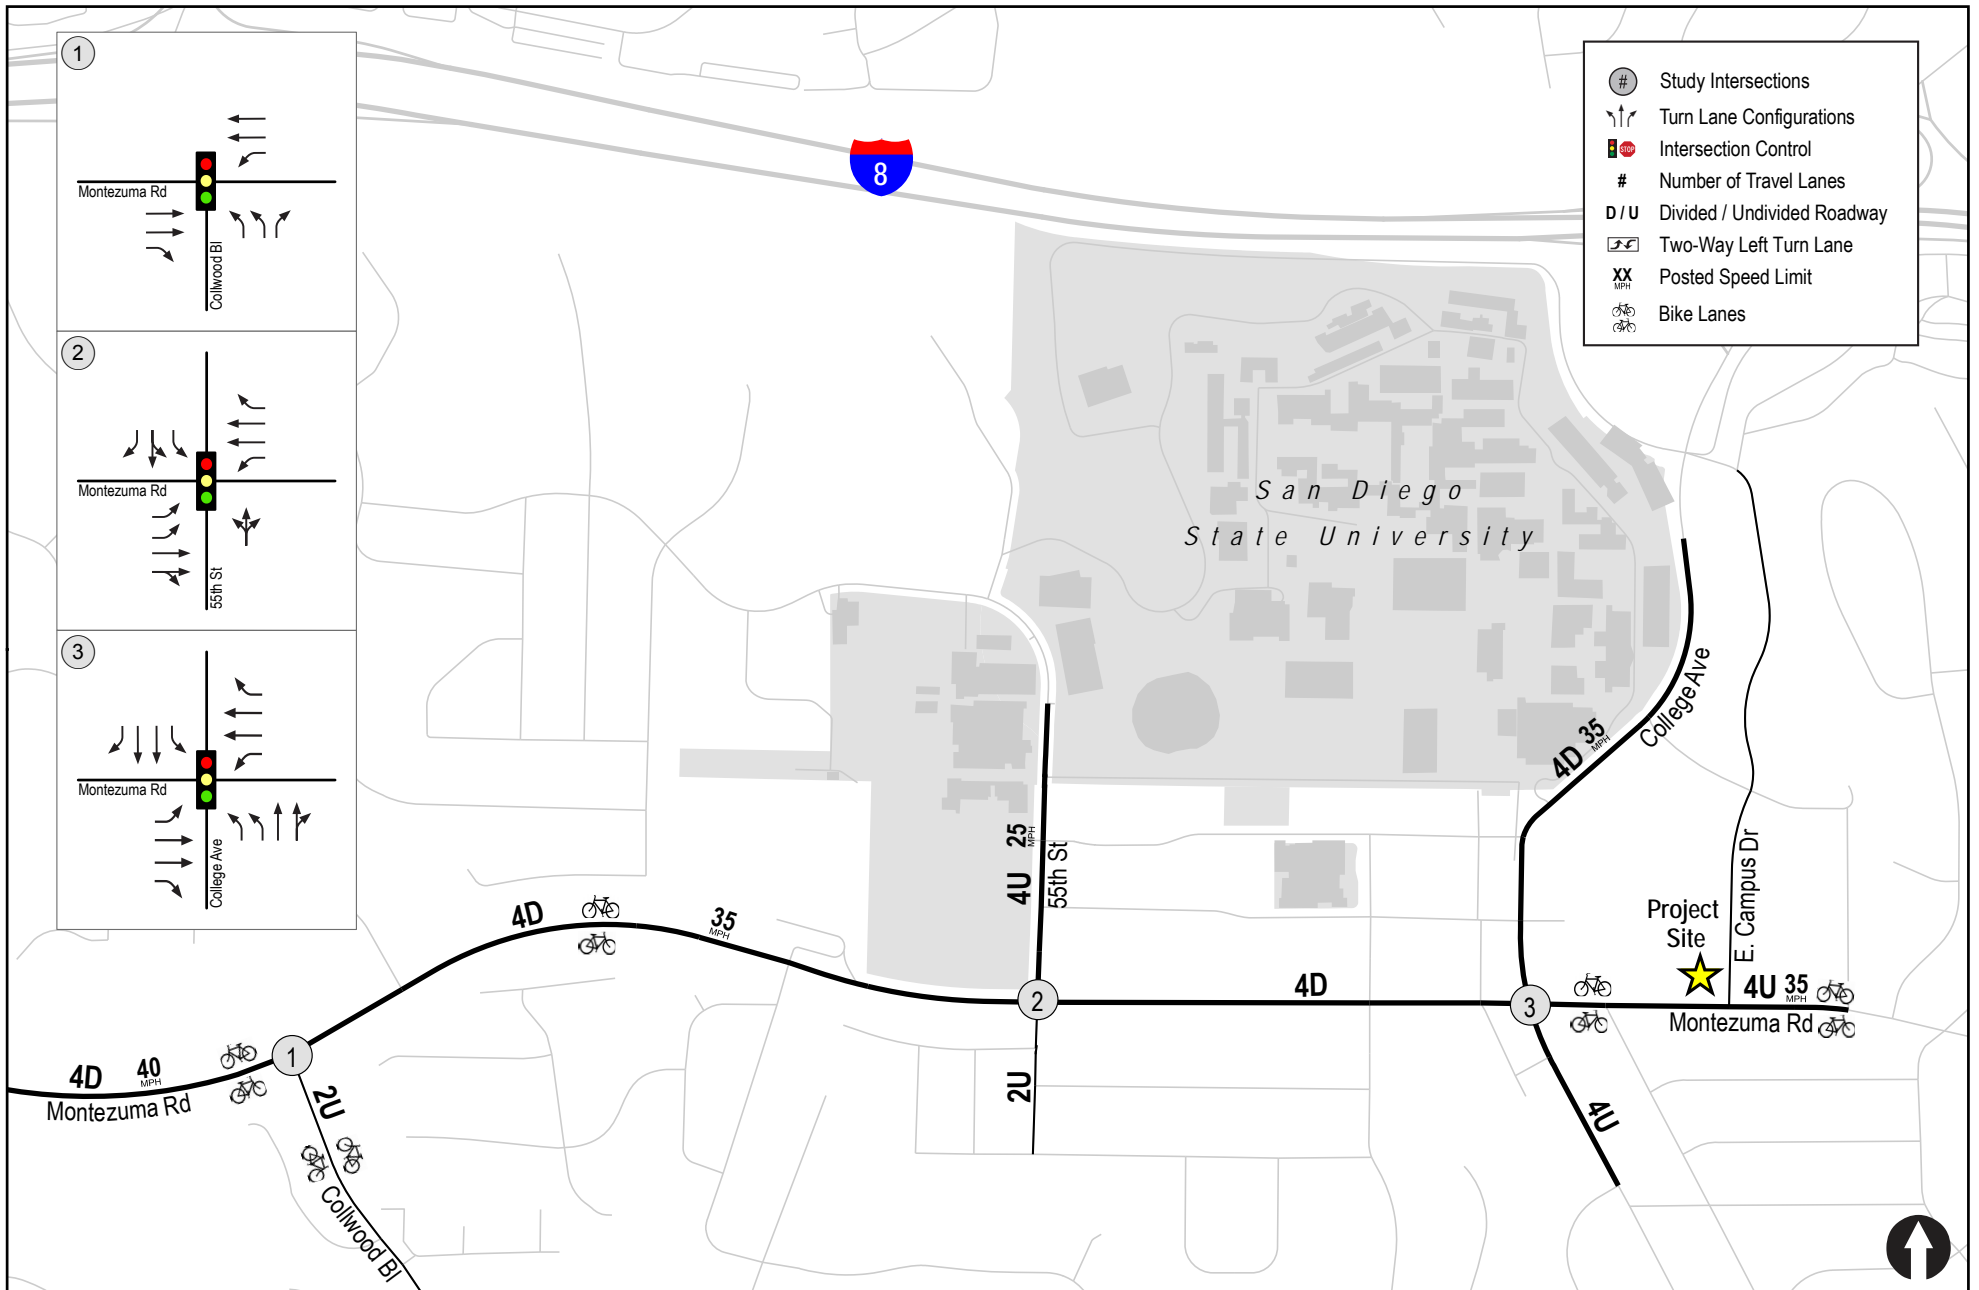 1
Montezuma Rd
Collwood Bl
2
Montezuma Rd
55th St
3
Montezuma Rd
College Ave
8
#
Study Intersections
Turn Lane Configurations
STOP
Intersection Control
#
Number of Travel Lanes
D / U
Divided / Undivided Roadway
Two-Way Left Turn Lane
XX
MPH
Posted Speed Limit
Bike Lanes
San Diego
State University
4D
35
MPH
College Ave
25
MPH
4U
55th St
E. Campus Dr
Project
Site
4D
35
MPH
2
4D
3
4U
35
MPH
Montezuma Rd
1
4D
40
MPH
Montezuma Rd
2U
Collwood Bl
2U
4U